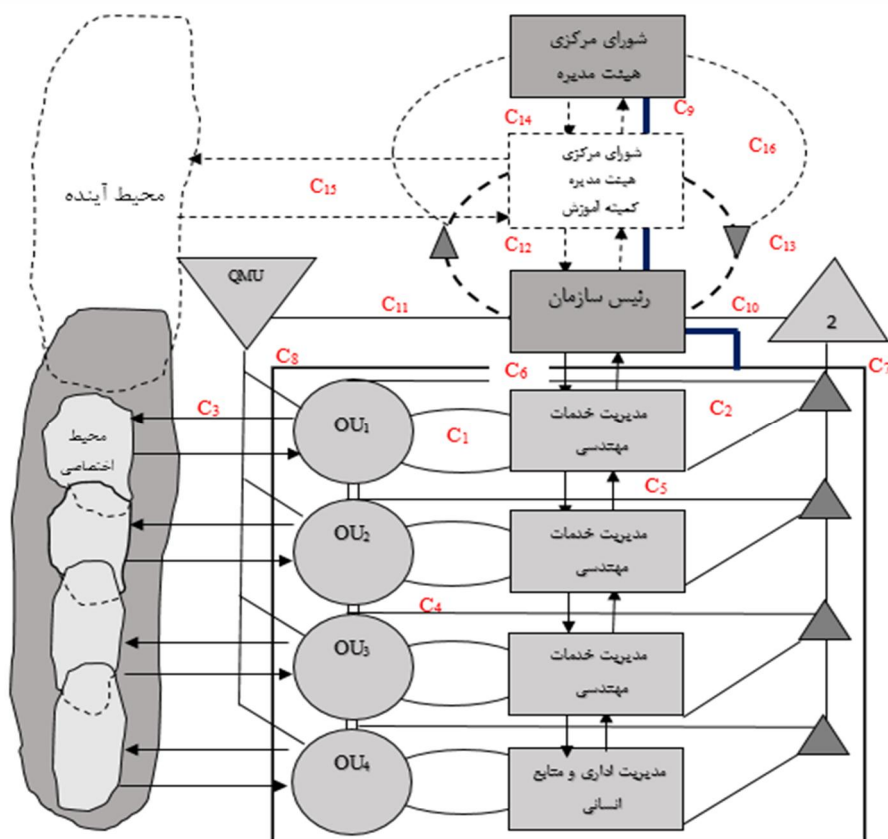 شورای مرکزی
هیئت مدیره
C14
C9
C16
شورای مرکزی
هیئت مدیره
کمیته آموزش
C15
محیط آینده
C12
C13
QMU
رئیس سازمان
C11
C10
2
C8
C6
C7
C3
OU1
C1
مدیریت خدمات
مهندسی
C2
محیط
اختصاصی
C5
OU2
مدیریت خدمات
مهندسی
C4
OU3
مدیریت خدمات
مهندسی
OU4
مدیریت اداری و منابع
انسانی